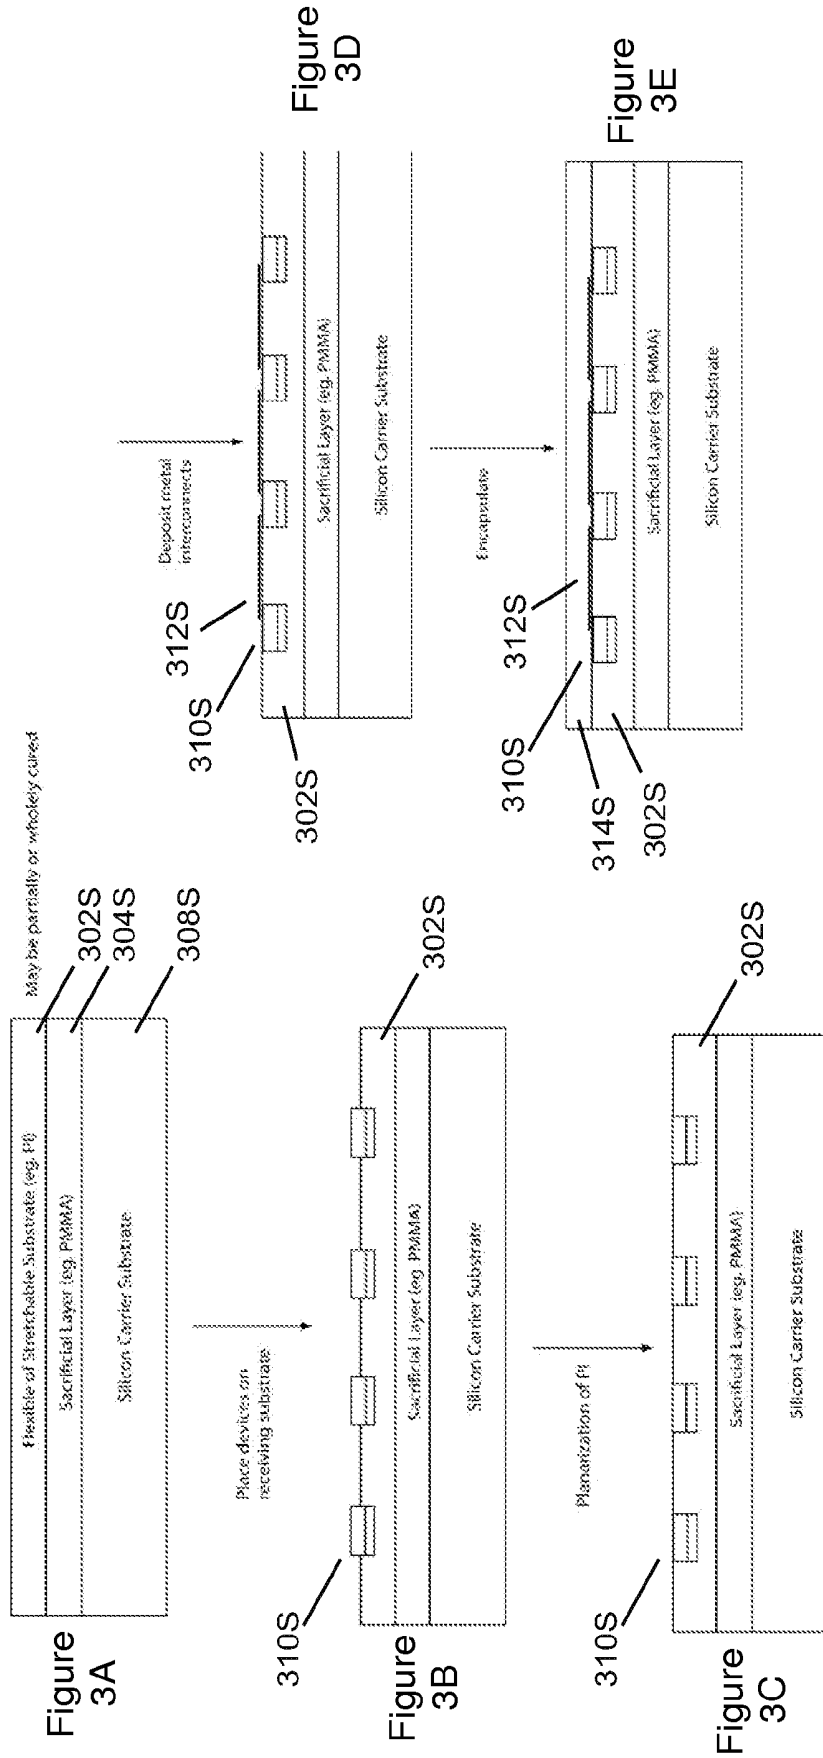 Figure
3A
Flexible of Stretchable Substrate (eg. PI)
Sacrificial Layer (eg. PMMA)
Silicon Carrier Substrate
May be partially or wholely cured
302S
304S
308S
Place devices on
receiving substrate
Figure
3B
310S
302S
Sacrificial Layer (eg. PMMA)
Silicon Carrier Substrate
Planarization of PI
Figure
3C
310S
302S
Sacrificial Layer (eg. PMMA)
Silicon Carrier Substrate
Deposit metal
interconnects
Figure
3D
312S
310S
302S
Sacrificial Layer (eg. PMMA)
Silicon Carrier Substrate
Encapsulate
Figure
3E
312S
310S
314S
302S
Sacrificial Layer (eg. PMMA)
Silicon Carrier Substrate